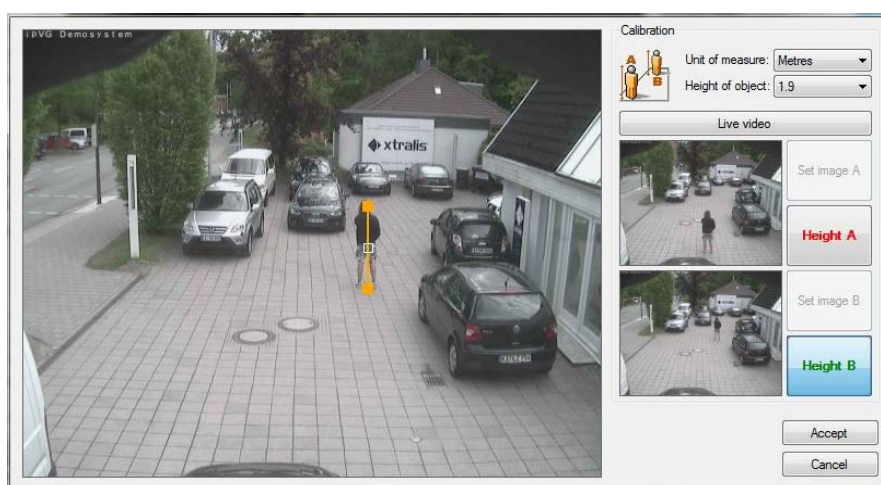 iPVG Demosystem
xtralis
Calibration
A
B
Unit of measure: Metres
Height of object: 1.9
Live video
Set image A
Height A
Set image B
Height B
Accept
Cancel